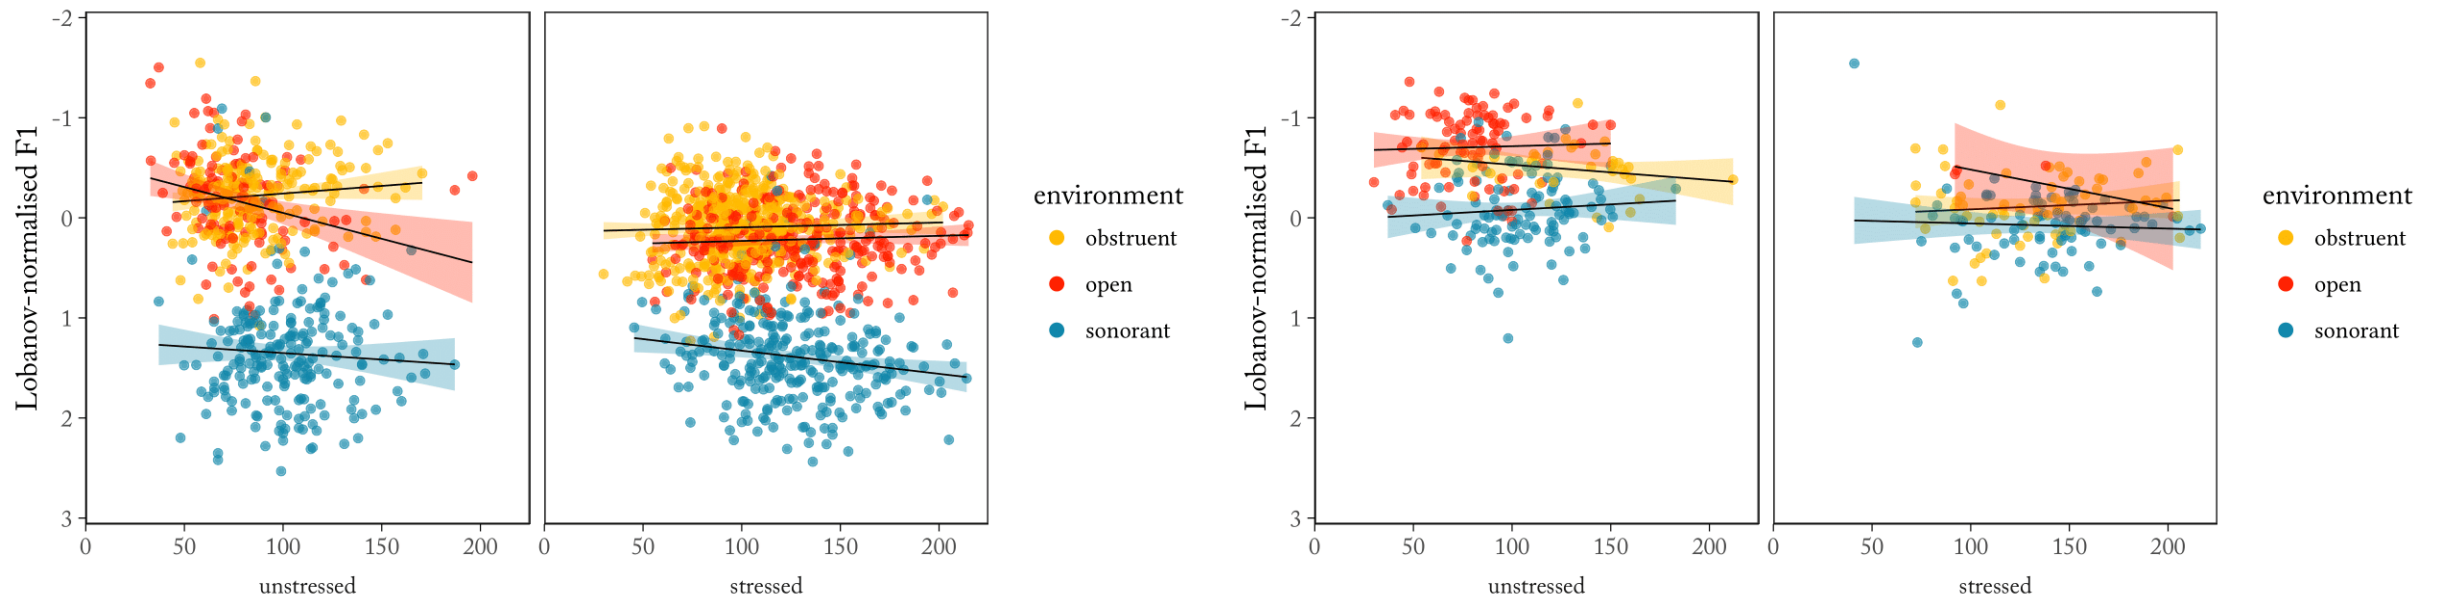 Lobanov-normalised F1
-2
-1
0
1
2
3
0 50 100 150 200
unstressed
0 50 100 150 200
stressed
environment
obstruent
open
sonorant
Lobanov-normalised F1
-2
-1
0
1
2
3
0 50 100 150 200
unstressed
0 50 100 150 200
stressed
environment
obstruent
open
sonorant